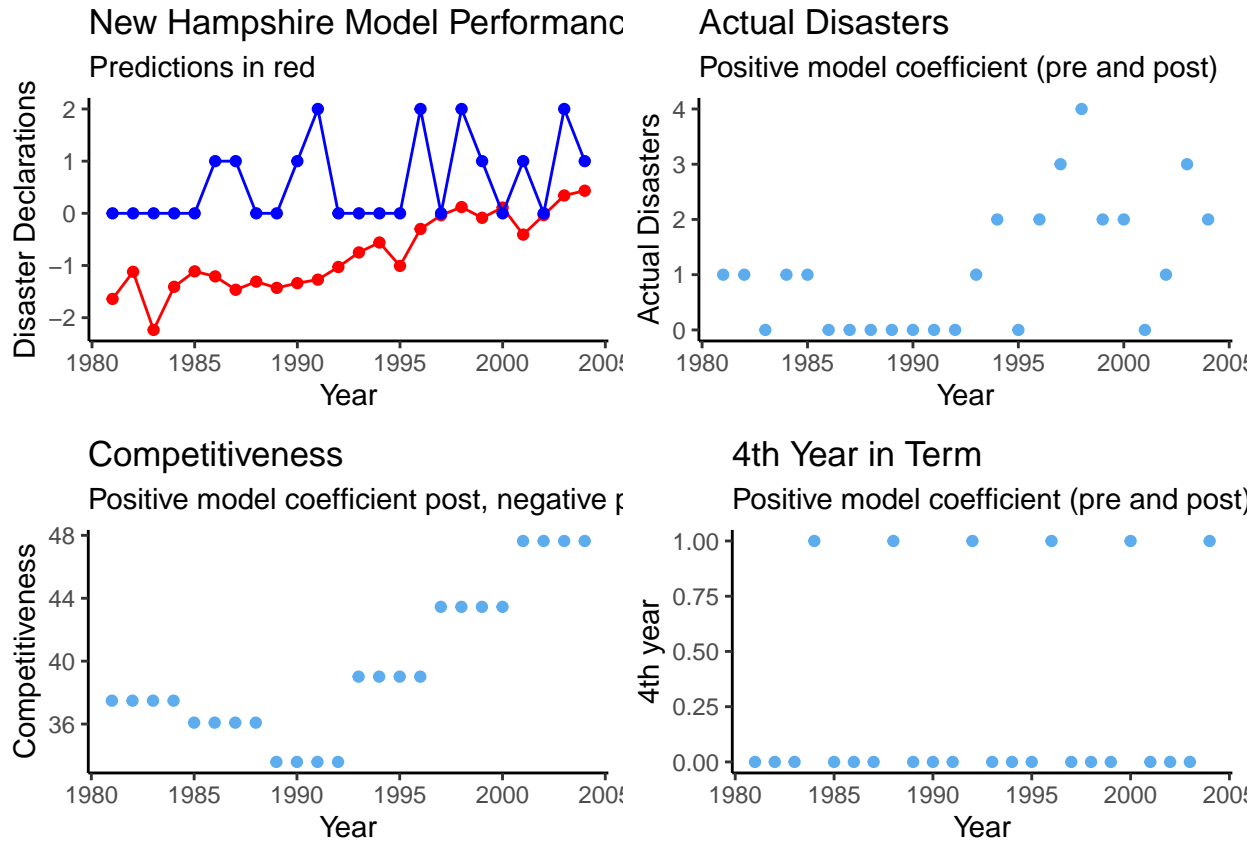 New Hampshire Model Performanc
Predictions in red
Disaster Declarations
2
1
0
−1
−2
1980 1985 1990 1995 2000 2005
Year
Actual Disasters
Positive model coefficient (pre and post)
Actual Disasters
4
3
2
1
0
1980 1985 1990 1995 2000 2005
Year
Competitiveness
Positive model coefficient post, negative p
Competitiveness
48
44
40
36
1980 1985 1990 1995 2000 2005
Year
4th Year in Term
Positive model coefficient (pre and post)
4th year
1.00
0.75
0.50
0.25
0.00
1980 1985 1990 1995 2000 2005
Year